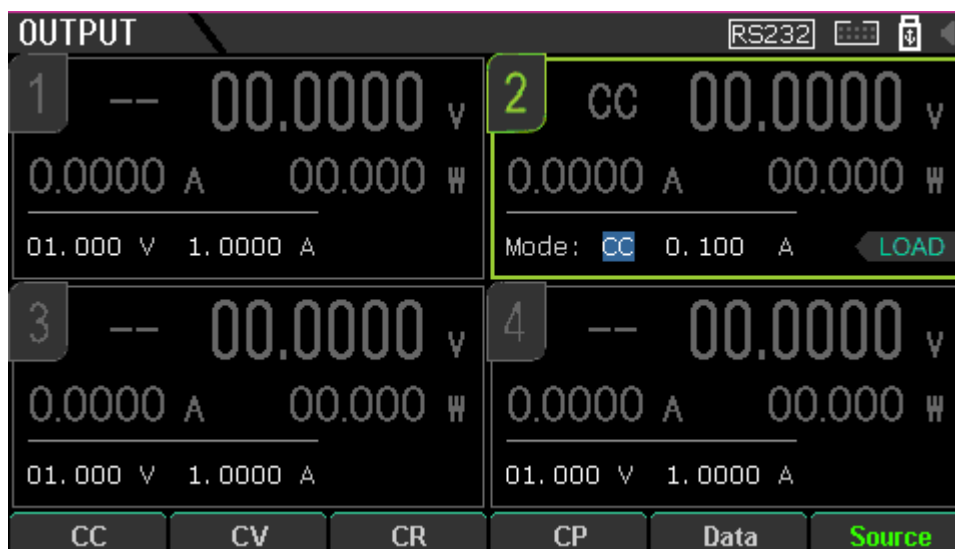 OUTPUT RS232
1 -- 00.0000 V
0.0000 A 00.000 W
01.000 V 1.0000 A
2 CC 00.0000 V
0.0000 A 00.000 W
Mode: CC 0.100 A LOAD
3 -- 00.0000 V
0.0000 A 00.000 W
01.000 V 1.0000 A
4 -- 00.0000 V
0.0000 A 00.000 W
01.000 V 1.0000 A
CC CV CR CP Data Source